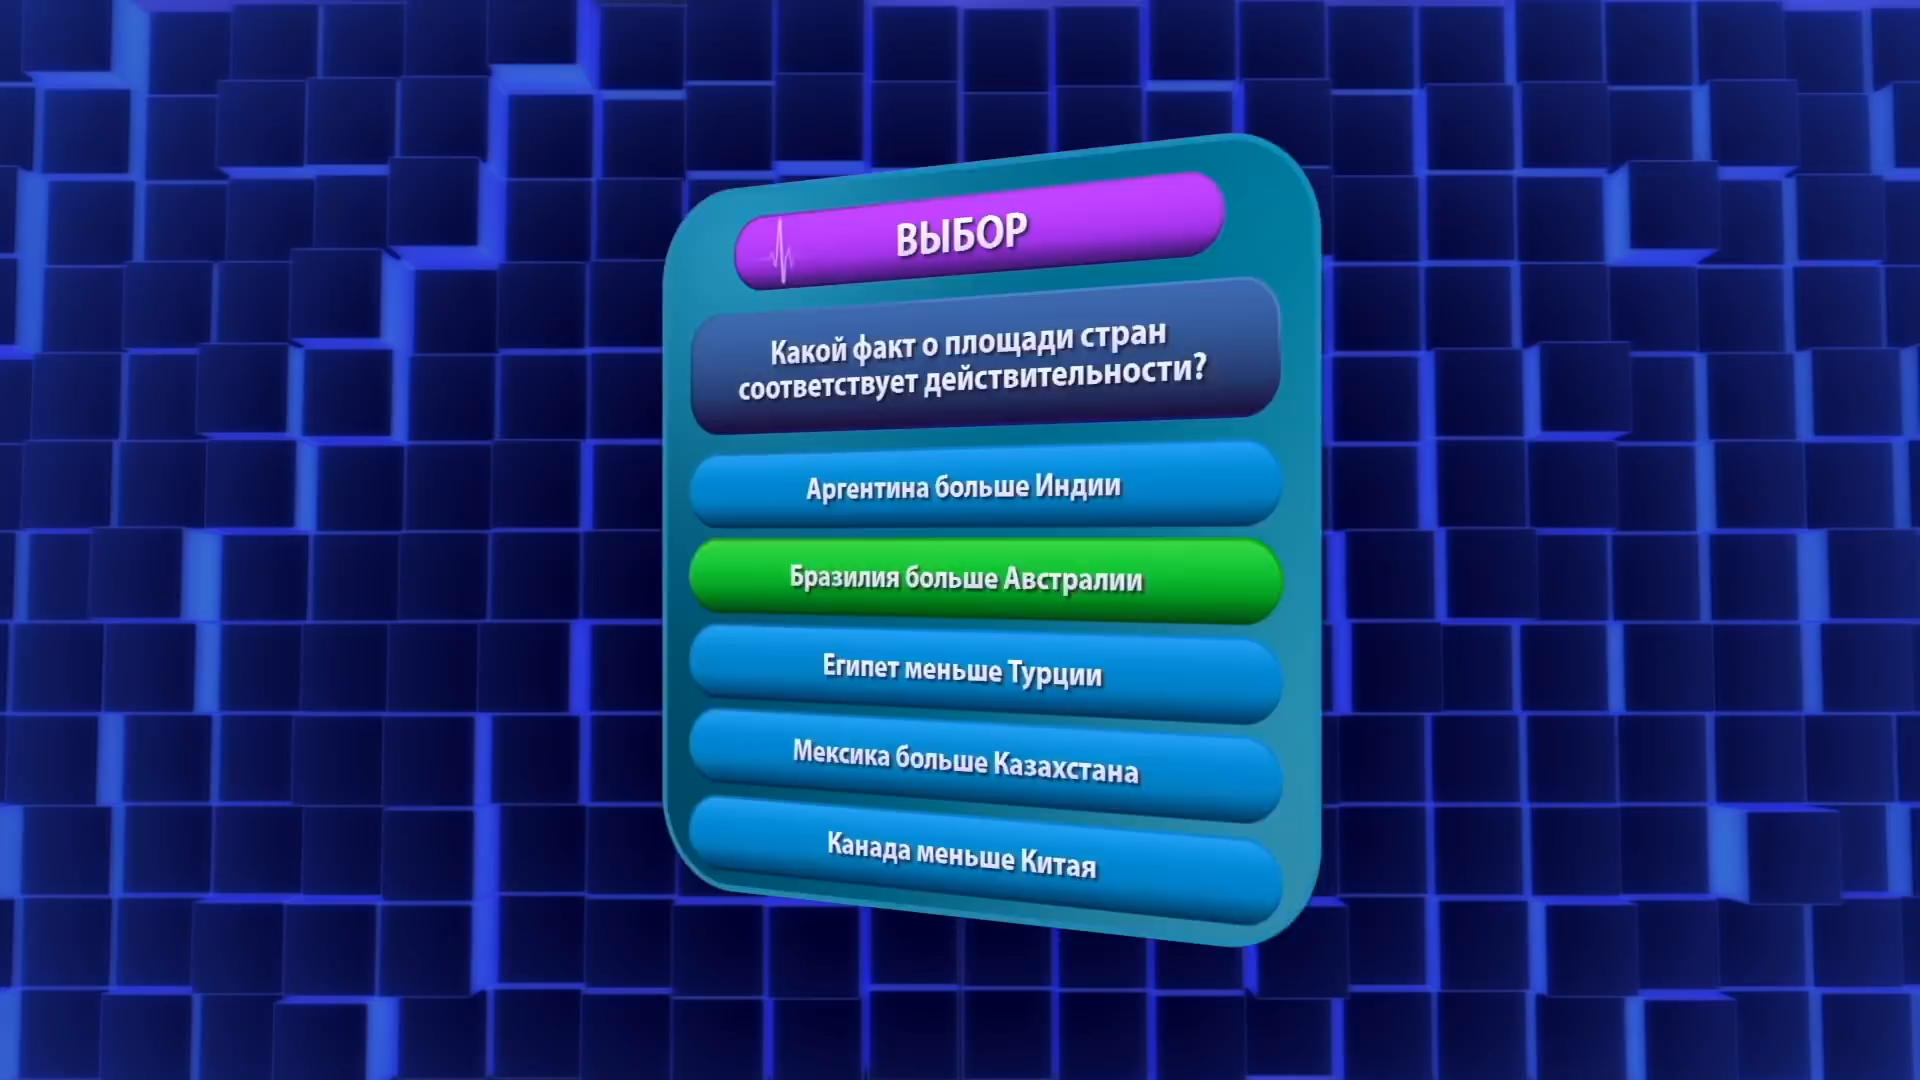 ВЫБОР
Какой факт о площади стран
соответствует действительности?
Аргентина больше Индии
Бразилия больше Австралии
Египет меньше Турции
Мексика больше Казахстана
Канада меньше Китая